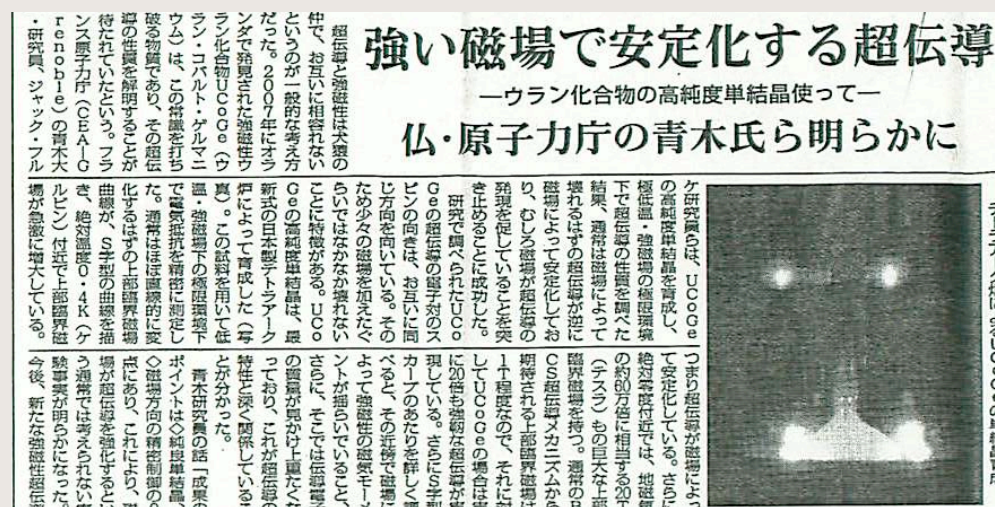 強い磁場で安定化する超伝導
―ウラン化合物の高純度単結晶使って―
仏・原子力庁の青木氏ら明らかに
超伝導と強磁性は犬猿の
仲で、お互いに相容れない
というのが一般的な考え方
だった。2007年にオラ
ンダで発見された強磁性ウ
ラン化合物UCoGe(ウ
ラン・コバルト・ゲルマニ
ウム)は、この常識を打ち
破る物質であり、その超伝
導の性質を解明することが
待たれていたという。フラ
ンス原子力庁(CEA―G
renoble)の青木大
・研究員、ジャック・フル
ケ研究員らは、UCoGe
の高純度単結晶を育成し、
極低温・強磁場の極限環境
下で超伝導の性質を調べた
結果、通常は磁場によって
壊れるはずの超伝導が逆に
磁場によって安定化してお
り、むしろ磁場が超伝導の
発現を促していることを突
き止めることに成功した。
研究で調べられたUCo
Geの超伝導の電子対のス
ピンの向きは、お互いに同
じ方向を向いている。その
ため少々の磁場を加えたぐ
らいではなかなか壊れない
ことに特徴がある。UCo
Geの高純度単結晶は、最
新式の日本製テトラアーク
炉によって育成した(写
真)。この試料を用いて低
温・強磁場下の極限環境下
で電気抵抗を精密に測定し
た。通常はほぼ直線的に変
化するはずの上部臨界磁場
曲線が、S字型の曲線を描
き、絶対温度0・4K(ケ
ルビン)付近で上部臨界磁
場が急激に増大している。
つまり超伝導が磁場によっ
て安定化している。さらに
絶対零度付近では、地磁気
の約60万倍に相当する20T
(テスラ)もの巨大な上部
臨界磁場を持つ。通常のB
CS超伝導メカニズムから
期待される上部臨界磁場は
1T程度なので、それに対
してUCoGeの場合は実
に20倍も強靭な超伝導が実
現している。さらにS字型
カーブのあたりを詳しく調
べると、その近傍で磁場に
よって強磁性の磁気モーメ
ントが揺らいでいること、
さらに、そこでは伝導電子
の質量が見かけ上重たくな
っており、これが超伝導の
特性と深く関係しているこ
とが分かった。
青木研究員の話「成果の
ポイントは◇純良単結晶、
◇磁場方向の精密制御の2
点にあり、これにより、磁
場が超伝導を強化するとい
う通常では考えられない実
験事実が明らかになった。
今後、新たな強磁性超伝